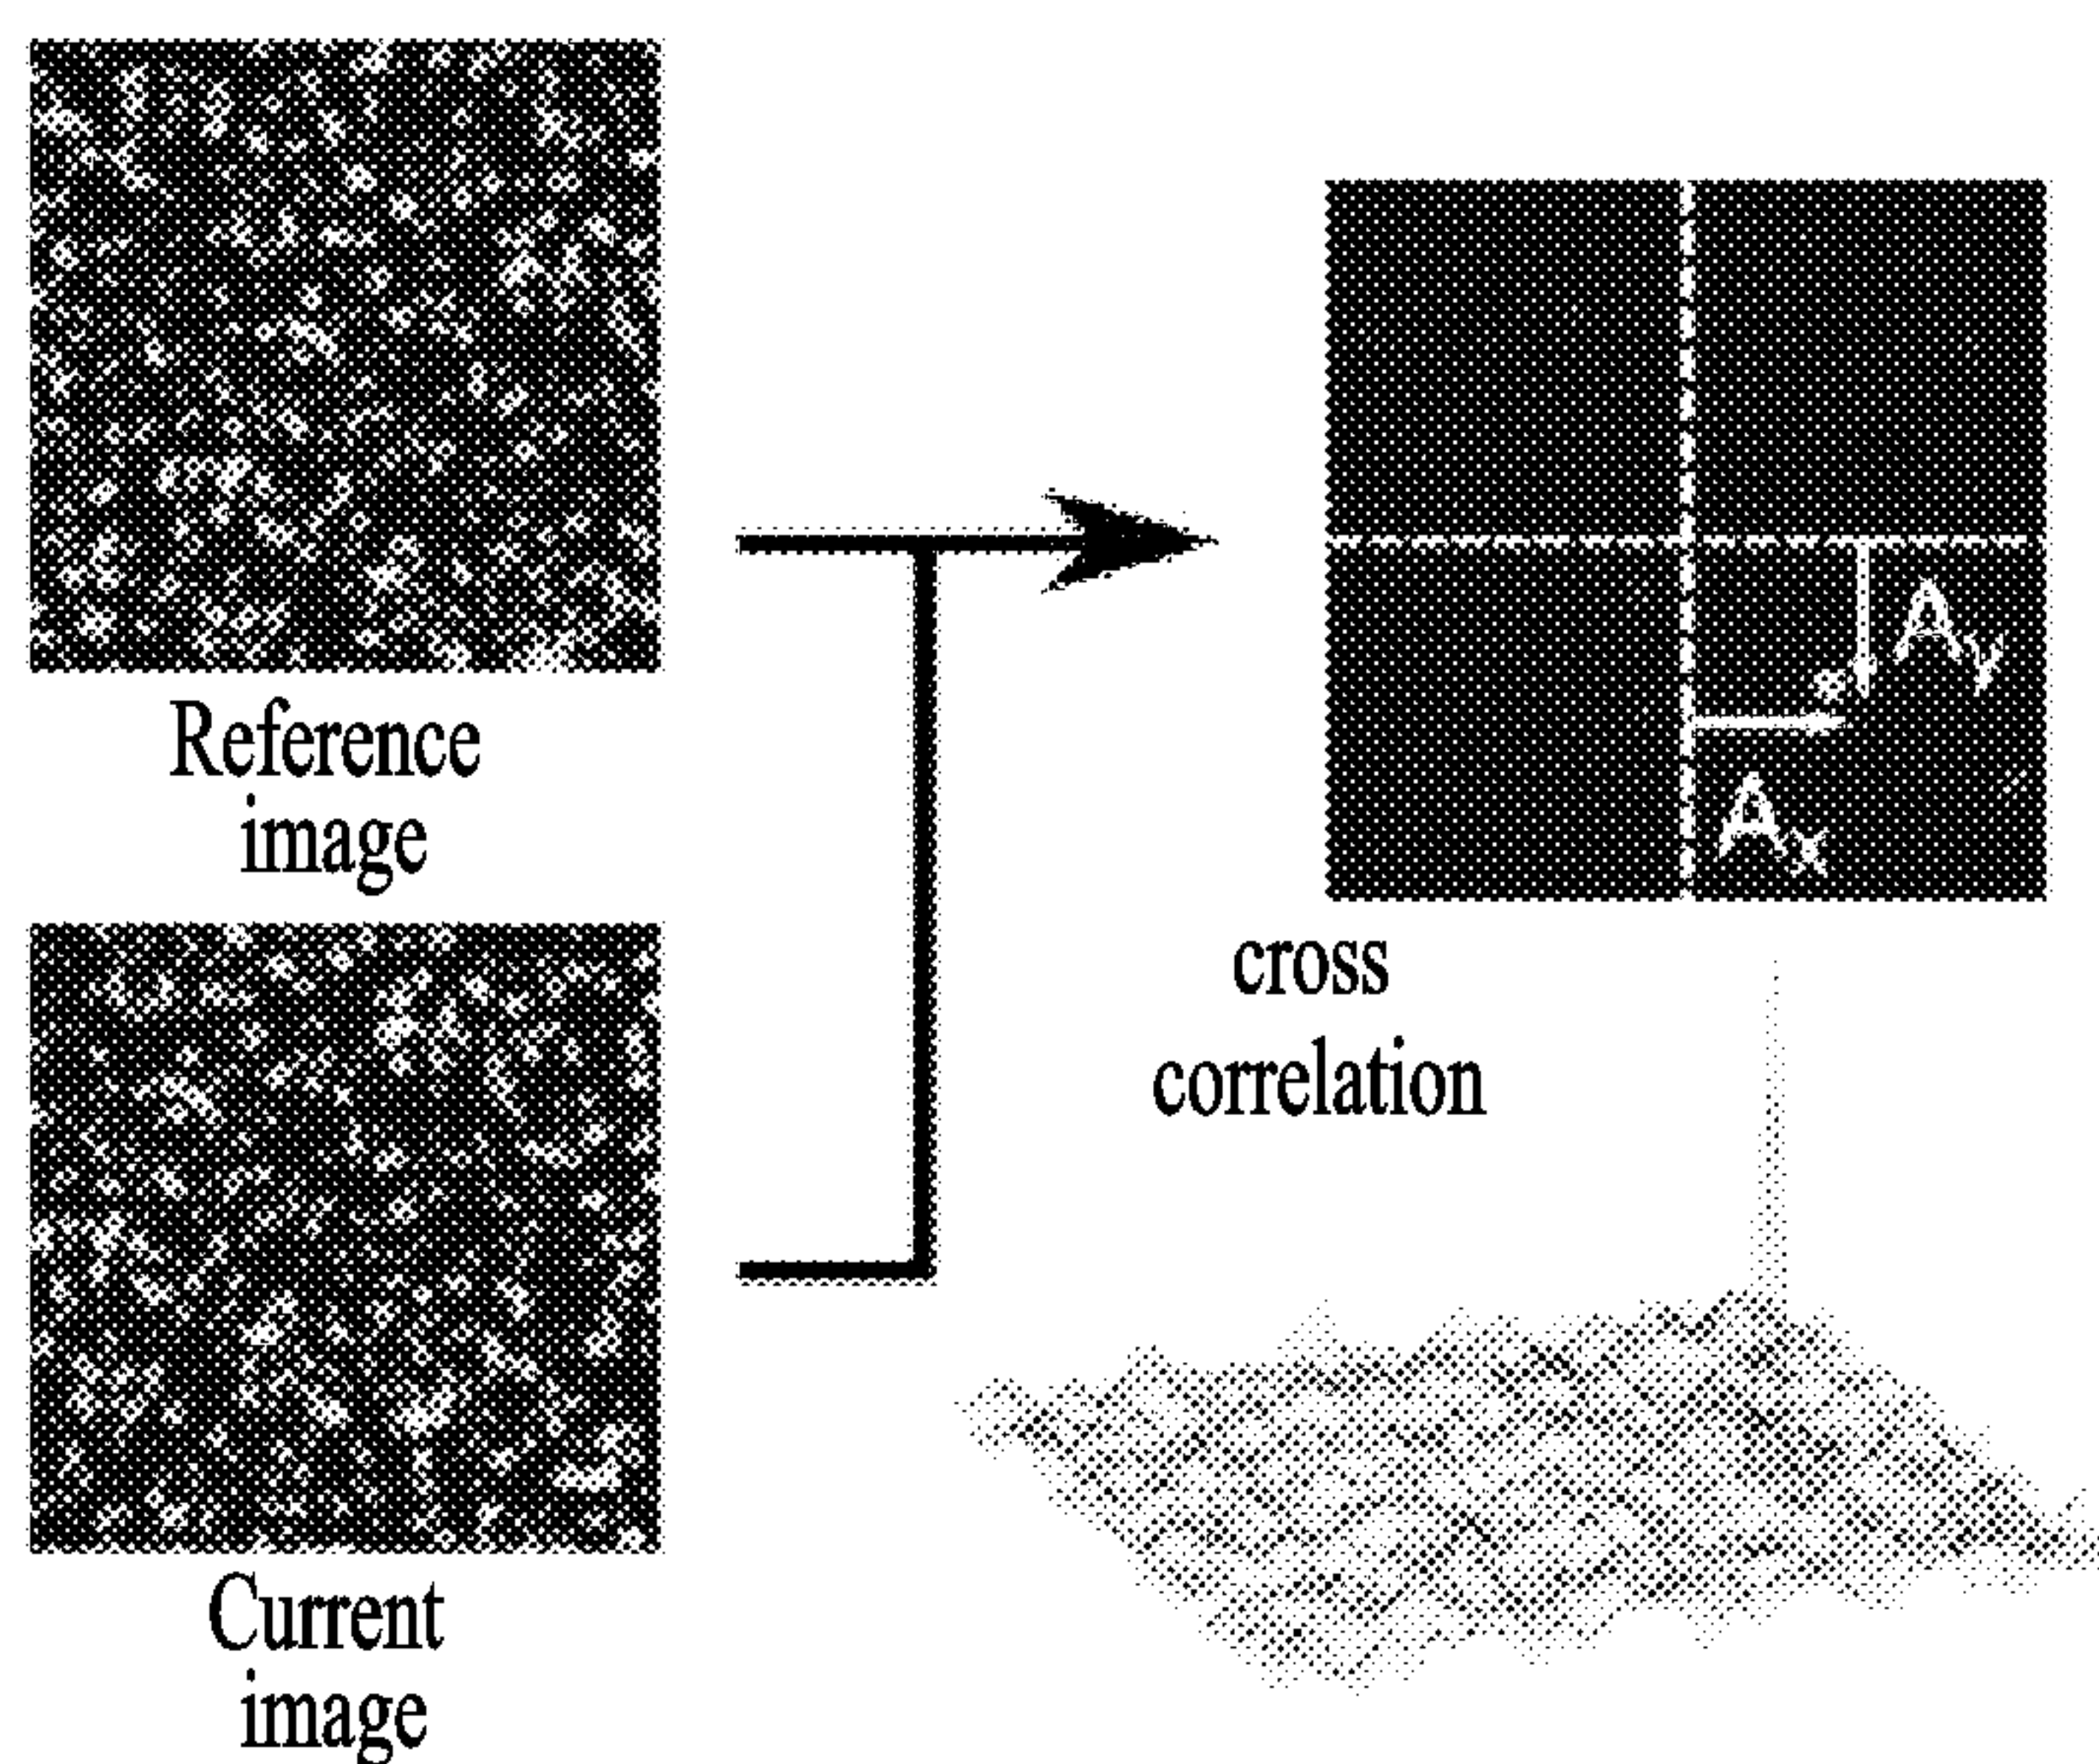 Reference
image
Ay
Ax
cross
correlation
Current
image